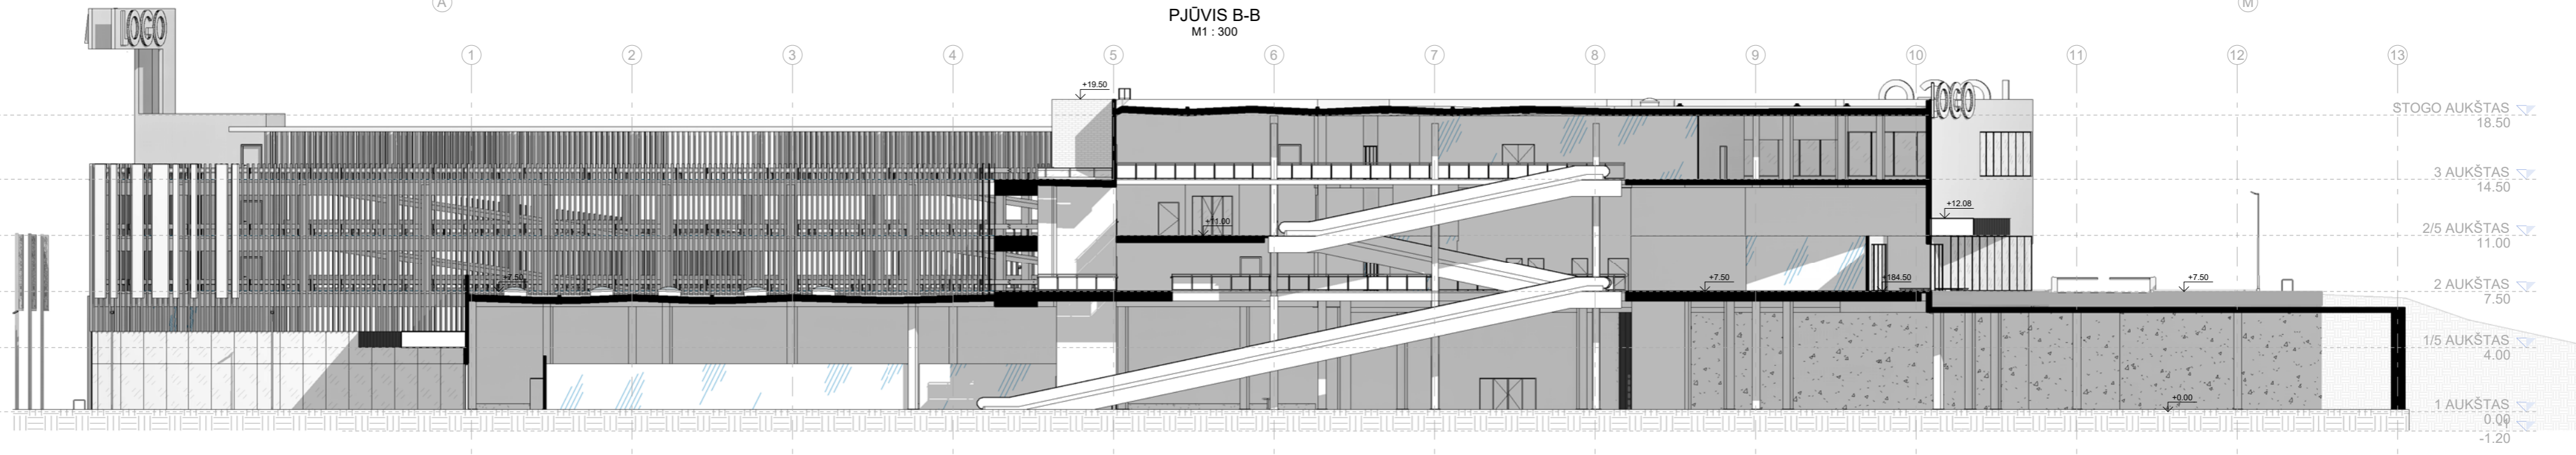 A
M
PJŪVIS B-B
M1 : 300
LOGO
1 2 3 4 5 6 7 8 9 10 11 12 13
+19.50
LOGO
LOGO
STOGO AUKŠTAS
18.50
3 AUKŠTAS
14.50
+12.08
+11.00
2/5 AUKŠTAS
11.00
+7.50
+7.50
+184.50
+7.50
2 AUKŠTAS
7.50
1/5 AUKŠTAS
4.00
+0.00
1 AUKŠTAS
0.00
-1.20